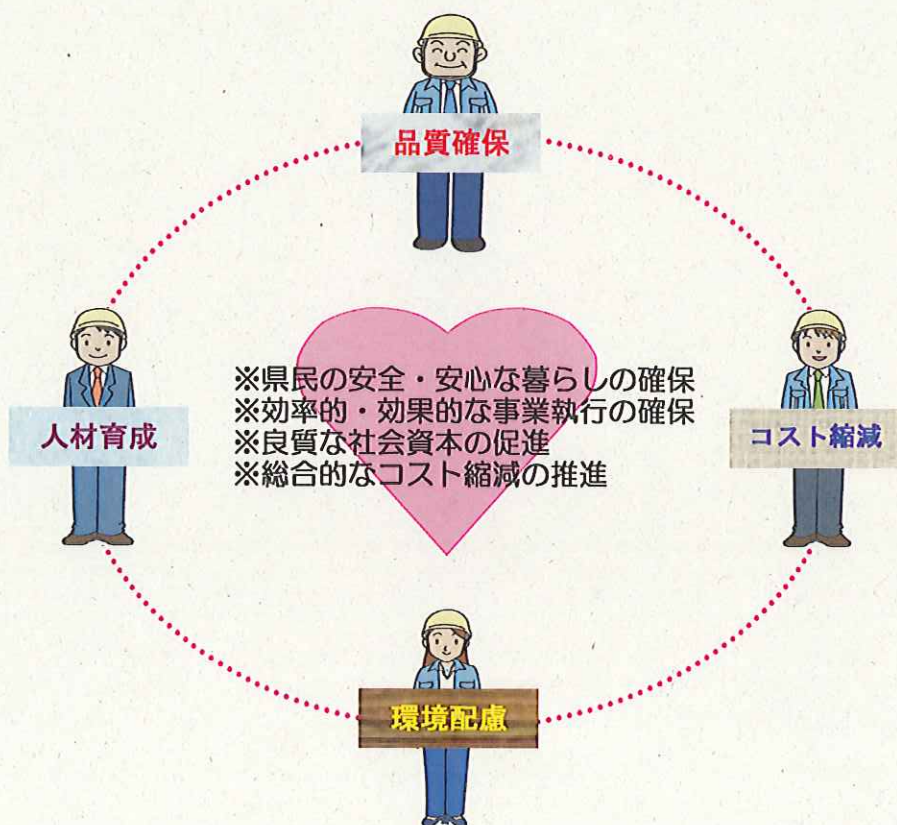 品質確保
※県民の安全・安心な暮らしの確保
※効率的・効果的な事業執行の確保
※良質な社会資本の促進
※総合的なコスト縮減の推進
人材育成
コスト縮減
環境配慮